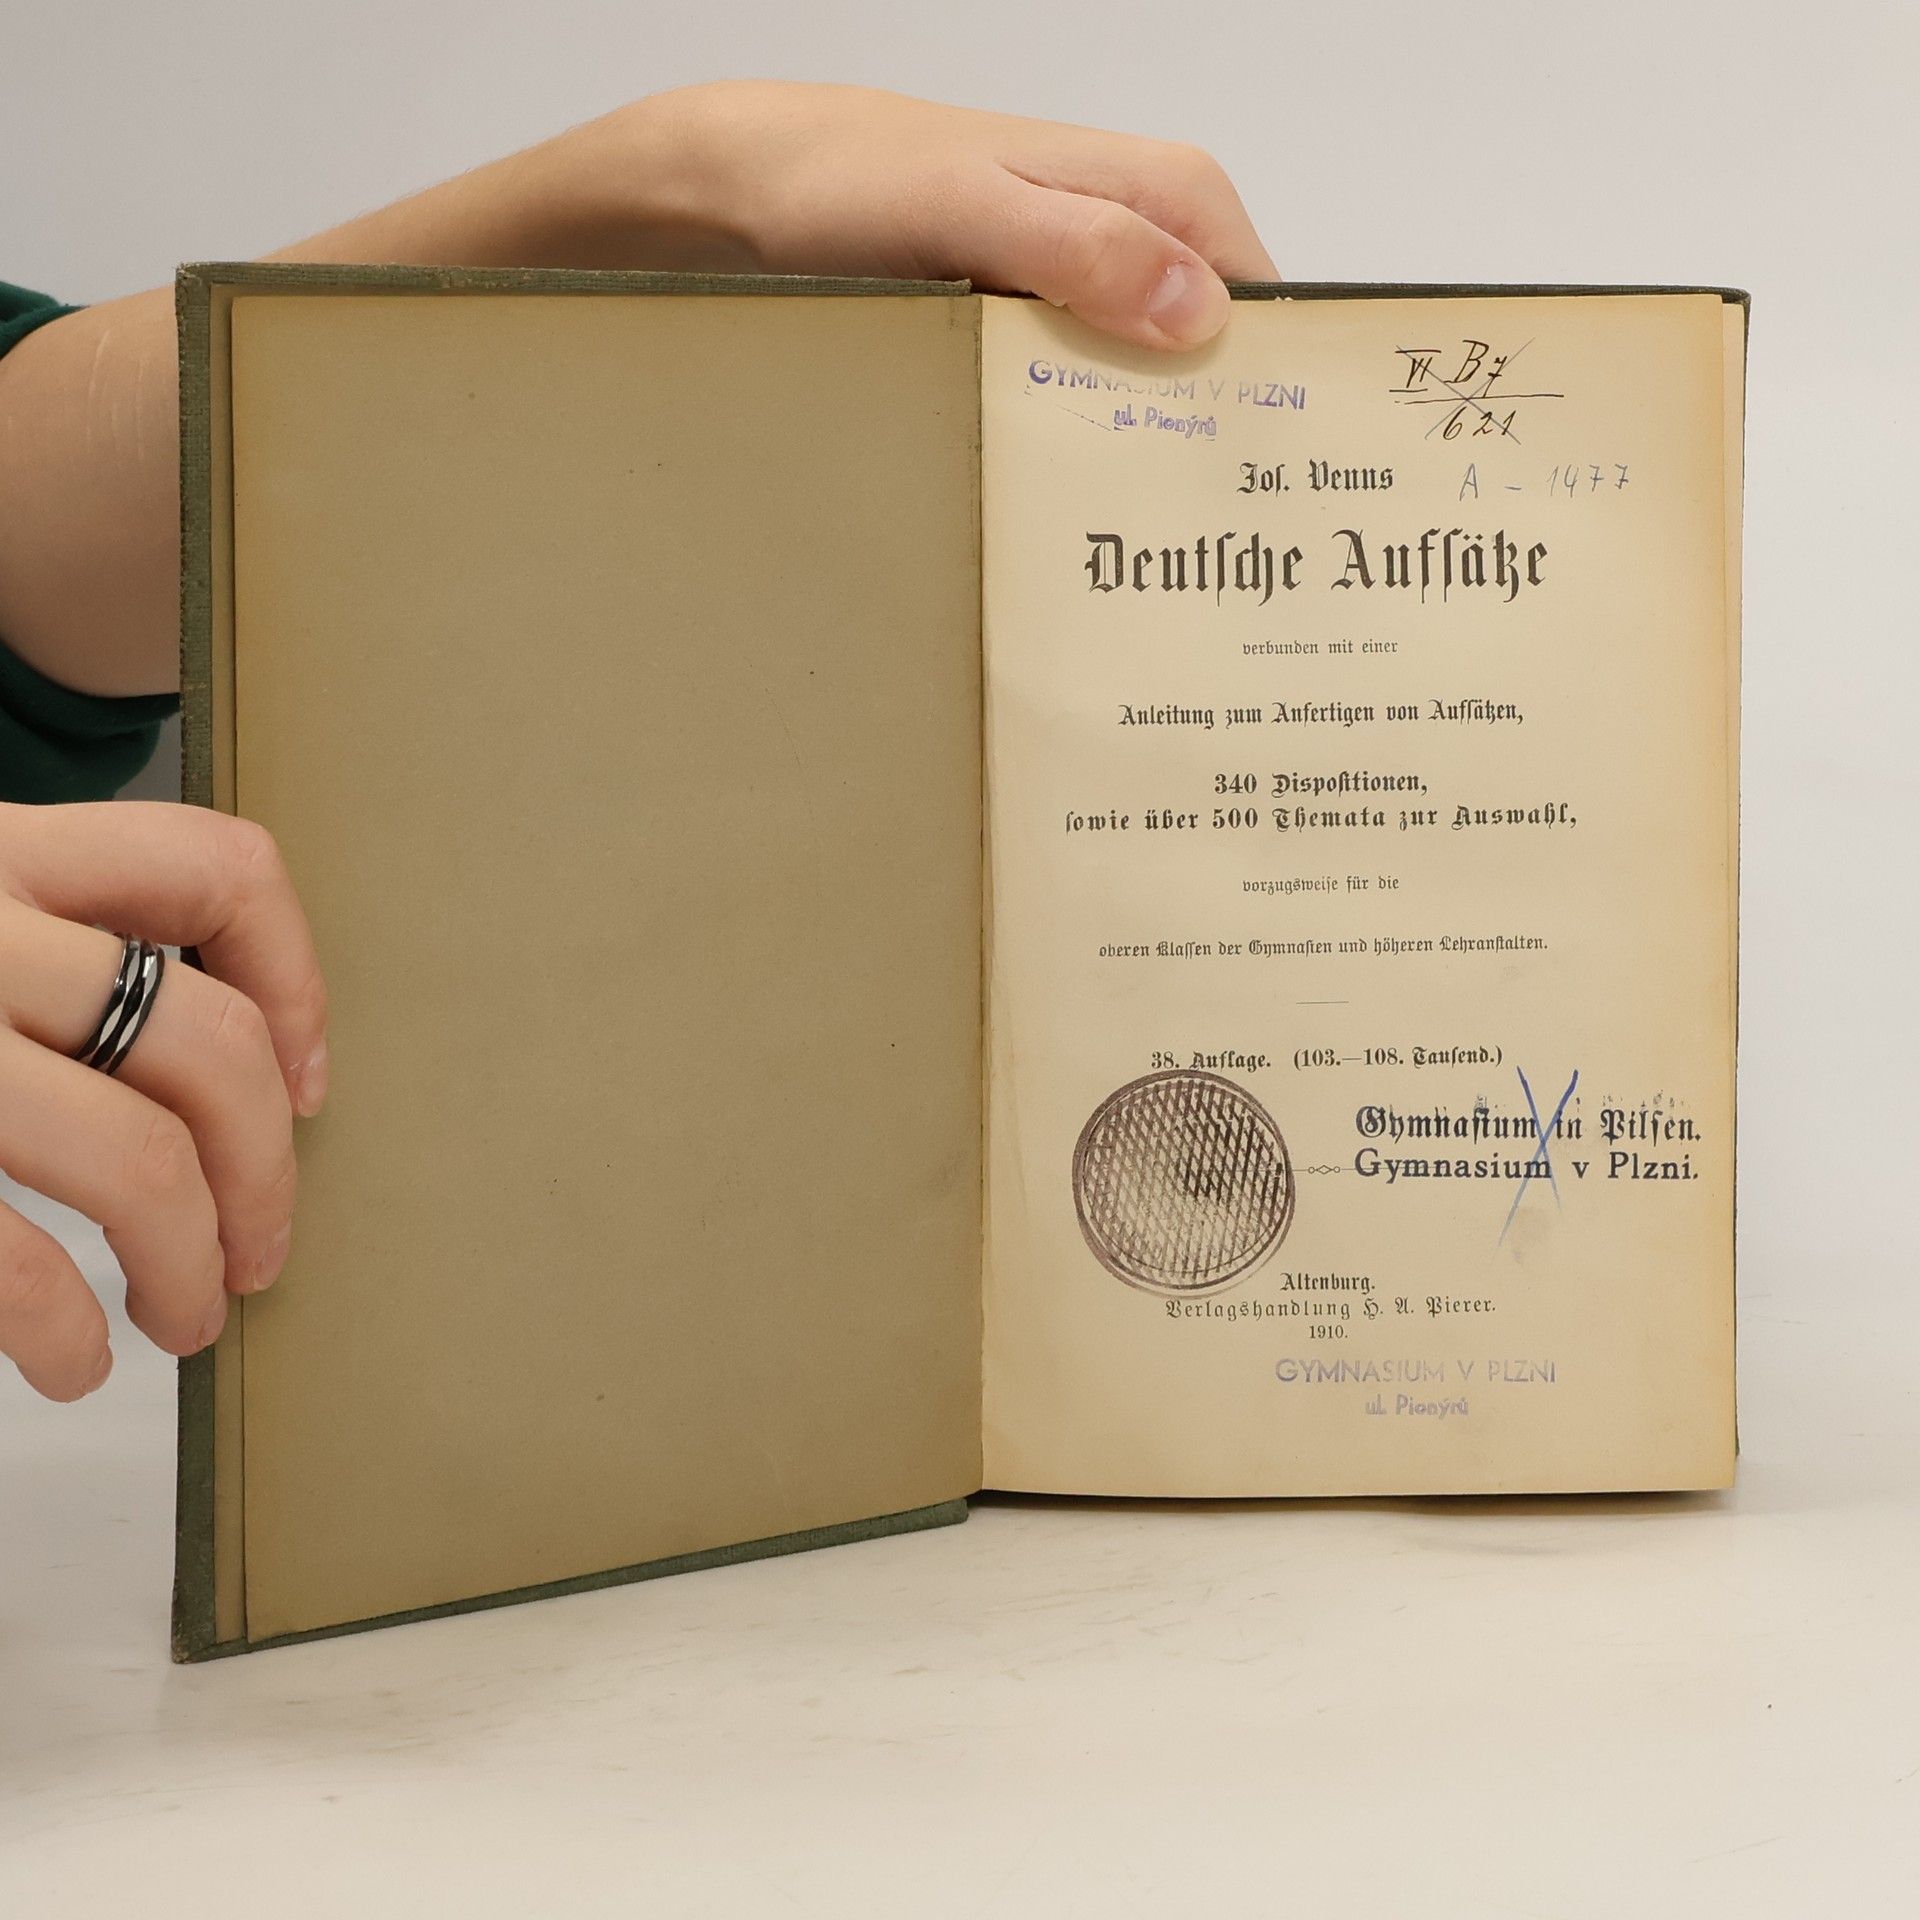 GYMNASIUM V PLZNI
ul. Pionýrů
VI B7
621
Jos. Venns
A - 1477
Deutsche Aufsätze
verbunden mit einer
Anleitung zum Anfertigen von Aufsätzen,
340 Dispositionen,
sowie über 500 Themata zur Auswahl,
vorzugsweise für die
oberen Klassen der Gymnasien und höheren Lehranstalten.
38. Auflage. (103.—108. Tausend.)
Gymnasium in Pilsen.
Gymnasium v Plzni.
Altenburg.
Verlagshandlung H. A. Pierer.
1910.
GYMNASIUM V PLZNI
ul. Pionýrů